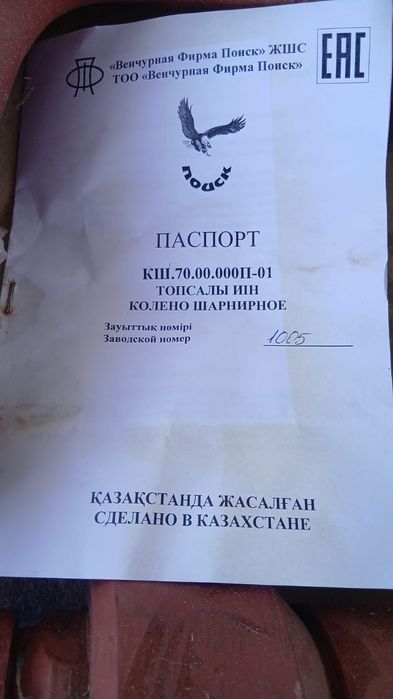 «Венчурная Фирма Поиск» ЖШС
ТОО «Венчурная Фирма Поиск»
EAC
ПОИСК
ПАСПОРТ
КШ.70.00.000П-01
ТОПСАЛЫ ИІН
КОЛЕНО ШАРНИРНОЕ
Зауыттық нөмірі
Заводской номер 1005
ҚАЗАҚСТАНДА ЖАСАЛҒАН
СДЕЛАНО В КАЗАХСТАНЕ